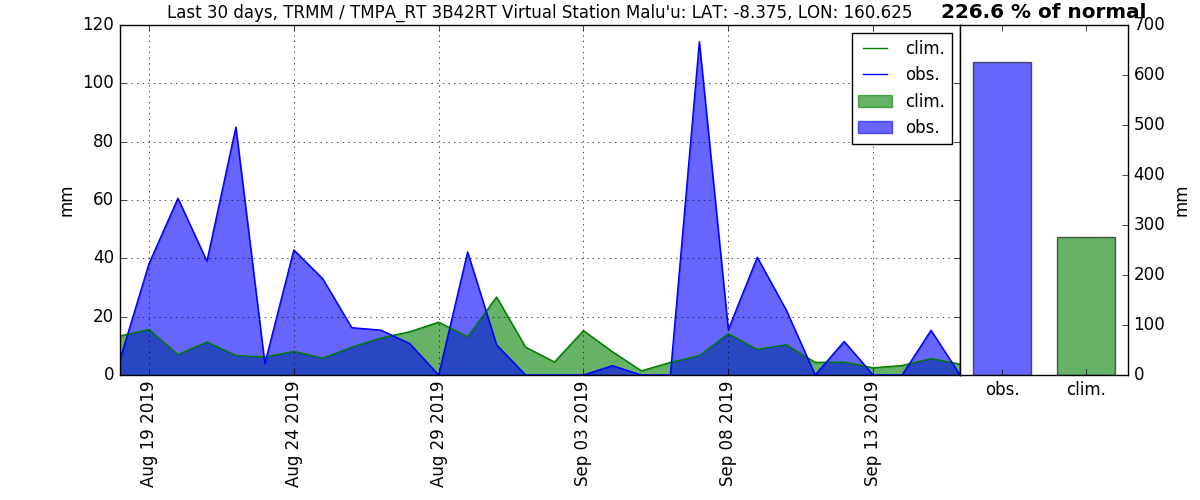 Last 30 days, TRMM / TMPA_RT 3B42RT Virtual Station Malu'u: LAT: -8.375, LON: 160.625
226.6 % of normal
120
100
80
60
40
20
0
mm
clim.
obs.
clim.
obs.
Aug 19 2019
Aug 24 2019
Aug 29 2019
Sep 03 2019
Sep 08 2019
Sep 13 2019
700
600
500
400
300
200
100
0
mm
obs.
clim.